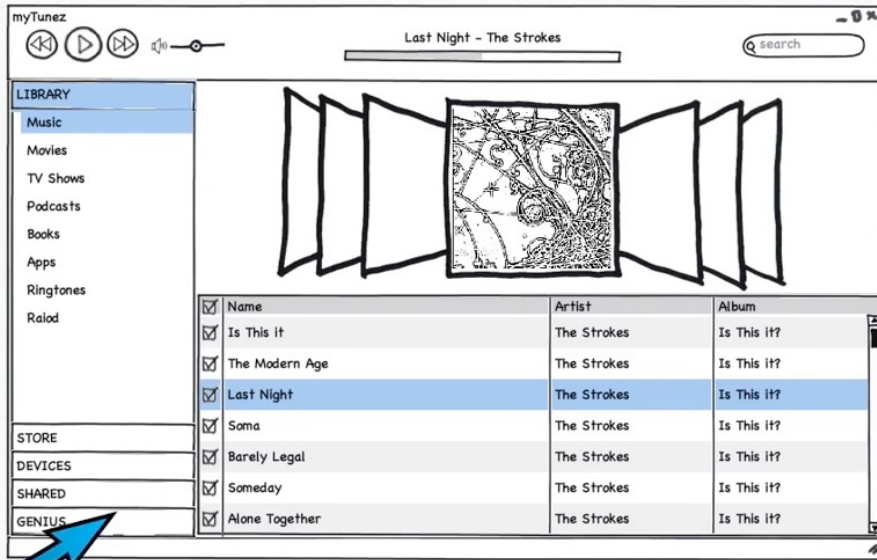 myTunez
Last Night - The Strokes
search
LIBRARY
Music
Movies
TV Shows
Podcasts
Books
Apps
Ringtones
Raiod
STORE
DEVICES
SHARED
GENIUS
Name Artist Album
Is This it The Strokes Is This it?
The Modern Age The Strokes Is This it?
Last Night The Strokes Is This it?
Soma The Strokes Is This it?
Barely Legal The Strokes Is This it?
Someday The Strokes Is This it?
Alone Together The Strokes Is This it?